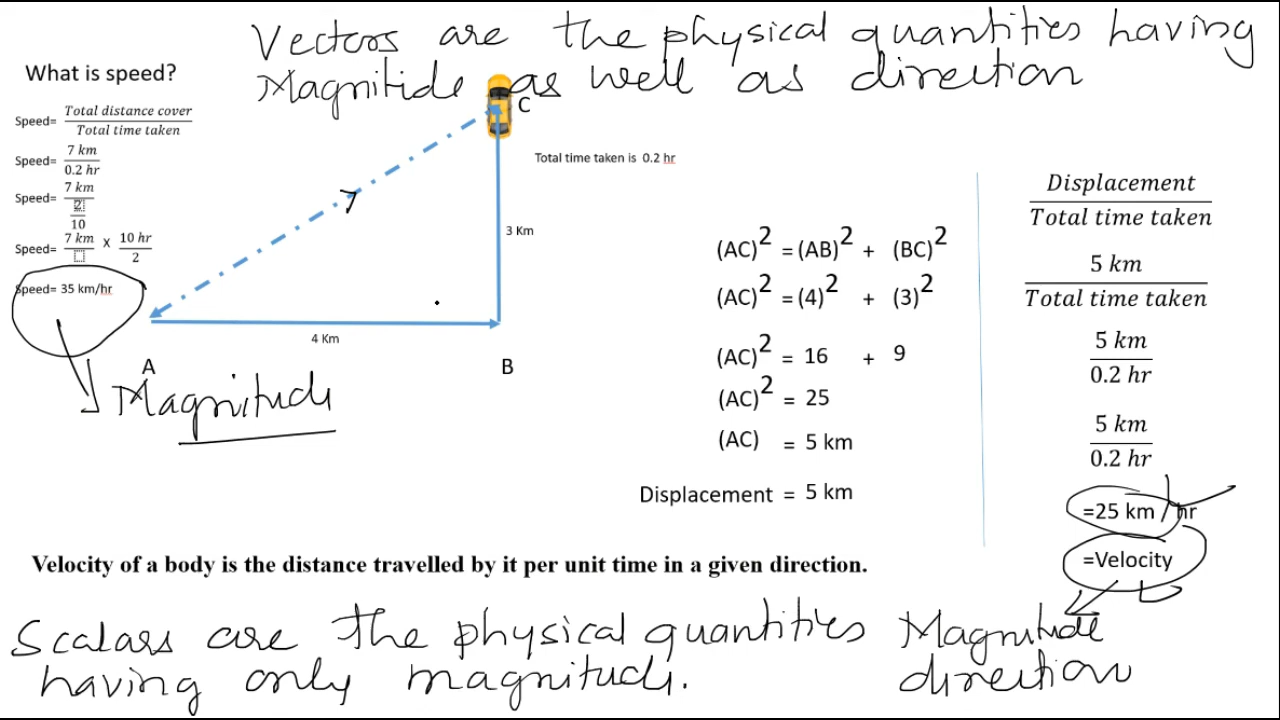 Vectors are the physical quantities having
Magnitide as well as direction
What is speed?
Speed= Total distance cover / Total time taken
Speed= 7 km / 0.2 hr
Speed= 7 km / 2 / 10
Speed= 7 km / □ X 10 hr / 2
Speed= 35 km/hr
Magnitude
C
Total time taken is 0.2 hr
3 Km
4 Km
A
B
(AC)2 = (AB)2 + (BC)2
(AC)2 = (4)2 + (3)2
(AC)2 = 16 + 9
(AC)2 = 25
(AC) = 5 km
Displacement = 5 km
Displacement
Total time taken
5 km
Total time taken
5 km
0.2 hr
5 km
0.2 hr
=25 km / hr
=Velocity
Magnitude
direction
Velocity of a body is the distance travelled by it per unit time in a given direction.
Scalars are the physical quantities
having only magnitude.